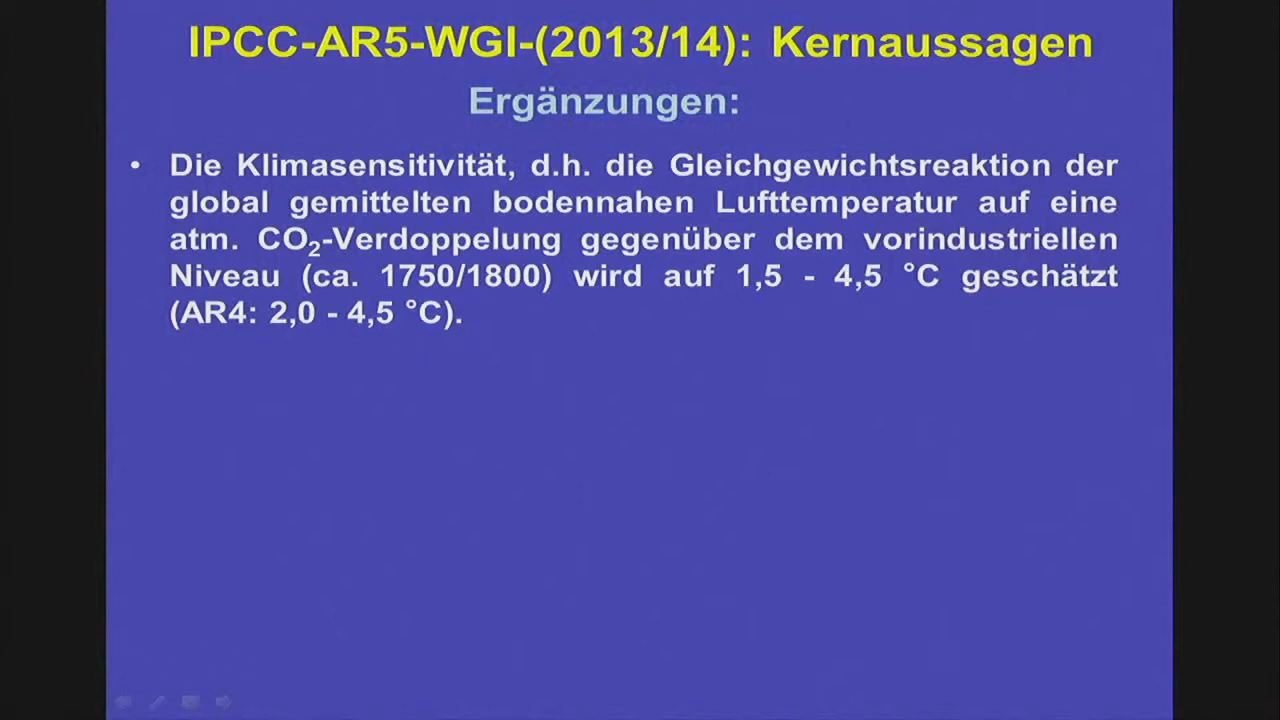 IPCC-AR5-WGI-(2013/14): Kernaussagen
Ergänzungen:
• Die Klimasensitivität, d.h. die Gleichgewichtsreaktion der
global gemittelten bodennahen Lufttemperatur auf eine
atm. CO₂-Verdoppelung gegenüber dem vorindustriellen
Niveau (ca. 1750/1800) wird auf 1,5 - 4,5 °C geschätzt
(AR4: 2,0 - 4,5 °C).